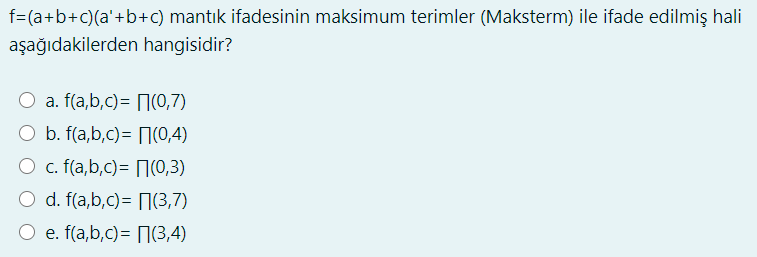 f=(a+b+c)(a'+b+c) mantık ifadesinin maksimum terimler (Maksterm) ile ifade edilmiş hali
aşağıdakilerden hangisidir?
a. f(a,b,c)= ∏(0,7)
b. f(a,b,c)= ∏(0,4)
c. f(a,b,c)= ∏(0,3)
d. f(a,b,c)= ∏(3,7)
e. f(a,b,c)= ∏(3,4)